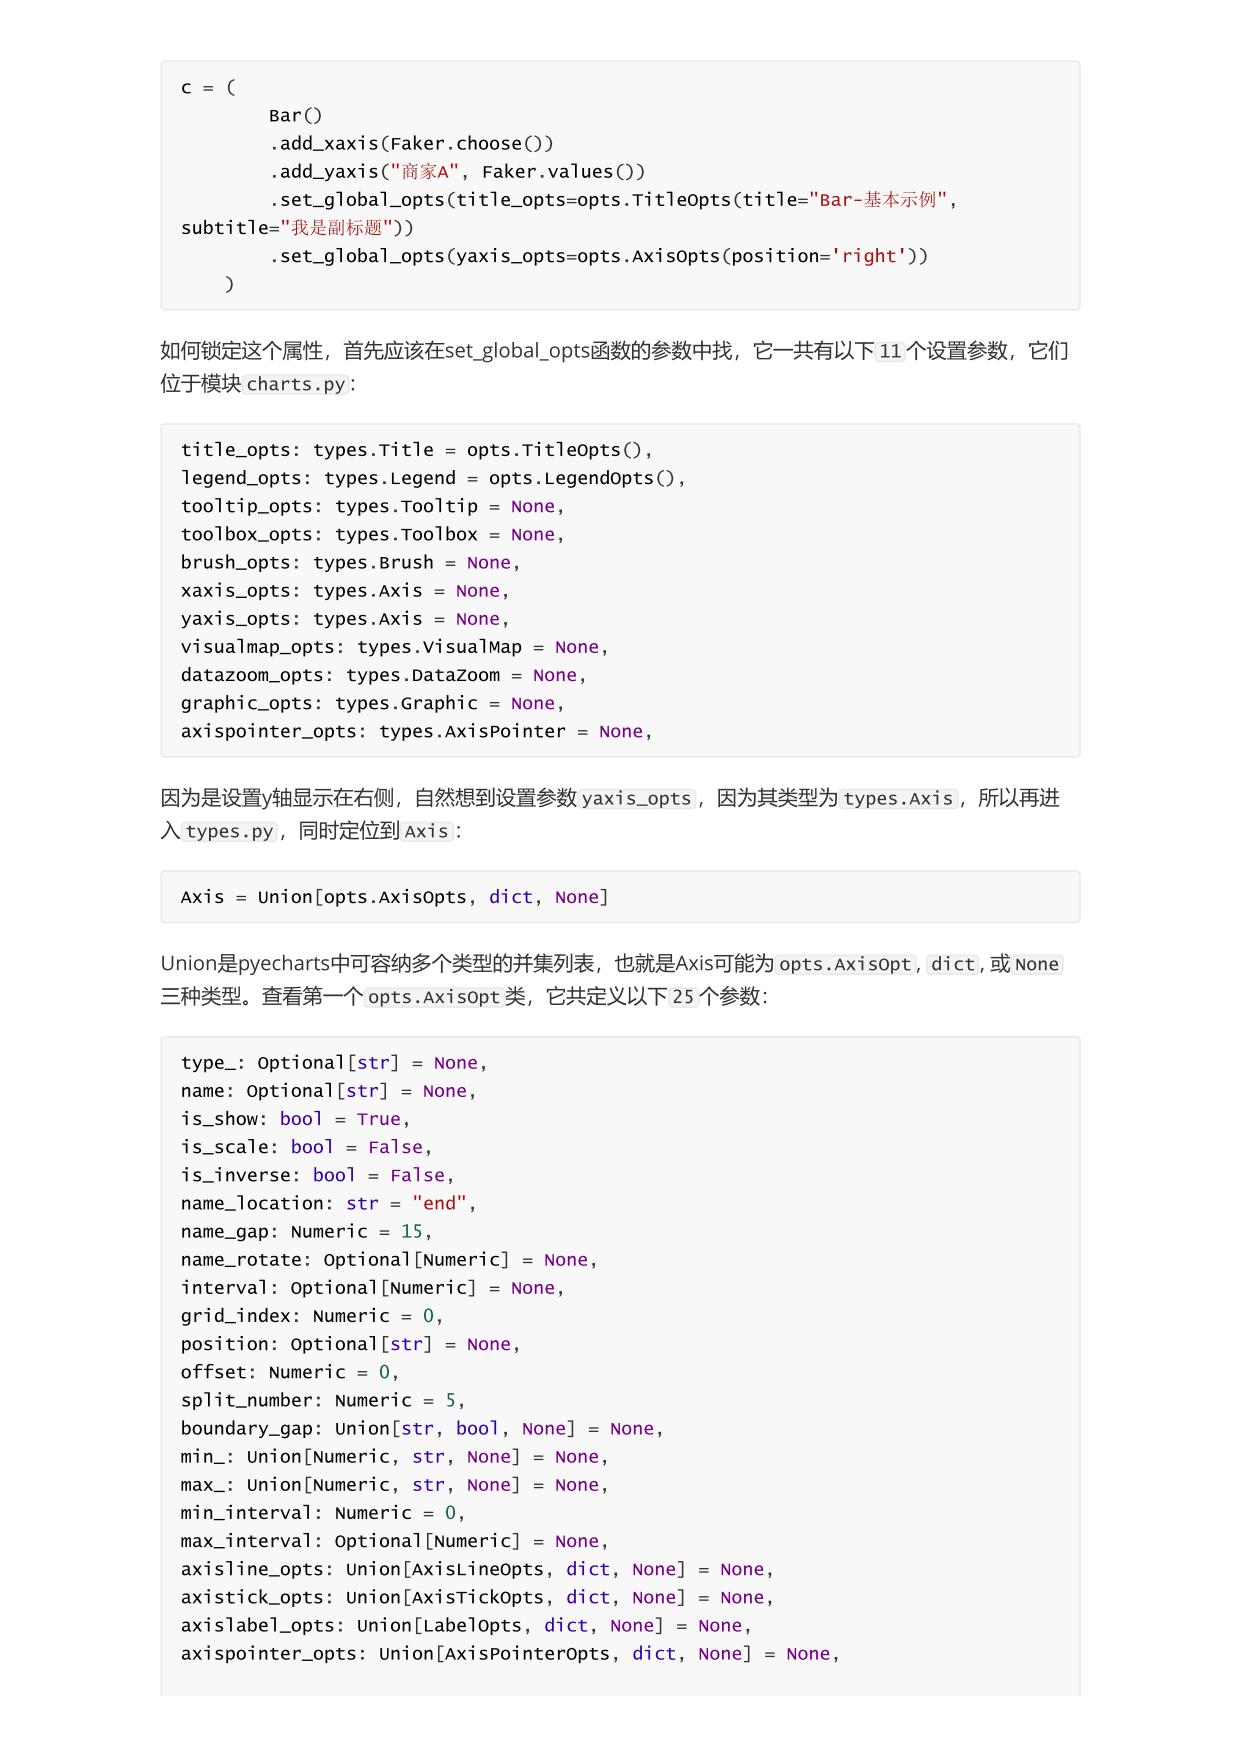 c = (
        Bar()
        .add_xaxis(Faker.choose())
        .add_yaxis("商家A", Faker.values())
        .set_global_opts(title_opts=opts.TitleOpts(title="Bar-基本示例",
subtitle="我是副标题"))
        .set_global_opts(yaxis_opts=opts.AxisOpts(position='right'))
    )
如何锁定这个属性，首先应该在set_global_opts函数的参数中找，它一共有以下11个设置参数，它们
位于模块charts.py：
title_opts: types.Title = opts.TitleOpts(),
legend_opts: types.Legend = opts.LegendOpts(),
tooltip_opts: types.Tooltip = None,
toolbox_opts: types.Toolbox = None,
brush_opts: types.Brush = None,
xaxis_opts: types.Axis = None,
yaxis_opts: types.Axis = None,
visualmap_opts: types.VisualMap = None,
datazoom_opts: types.DataZoom = None,
graphic_opts: types.Graphic = None,
axispointer_opts: types.AxisPointer = None,
因为是设置y轴显示在右侧，自然想到设置参数yaxis_opts，因为其类型为types.Axis，所以再进
入types.py，同时定位到Axis：
Axis = Union[opts.AxisOpts, dict, None]
Union是pyecharts中可容纳多个类型的并集列表，也就是Axis可能为opts.AxisOpt, dict, 或None
三种类型。查看第一个opts.AxisOpt类，它共定义以下25个参数：
type_: Optional[str] = None,
name: Optional[str] = None,
is_show: bool = True,
is_scale: bool = False,
is_inverse: bool = False,
name_location: str = "end",
name_gap: Numeric = 15,
name_rotate: Optional[Numeric] = None,
interval: Optional[Numeric] = None,
grid_index: Numeric = 0,
position: Optional[str] = None,
offset: Numeric = 0,
split_number: Numeric = 5,
boundary_gap: Union[str, bool, None] = None,
min_: Union[Numeric, str, None] = None,
max_: Union[Numeric, str, None] = None,
min_interval: Numeric = 0,
max_interval: Optional[Numeric] = None,
axisline_opts: Union[AxisLineOpts, dict, None] = None,
axistick_opts: Union[AxisTickOpts, dict, None] = None,
axislabel_opts: Union[LabelOpts, dict, None] = None,
axispointer_opts: Union[AxisPointerOpts, dict, None] = None,